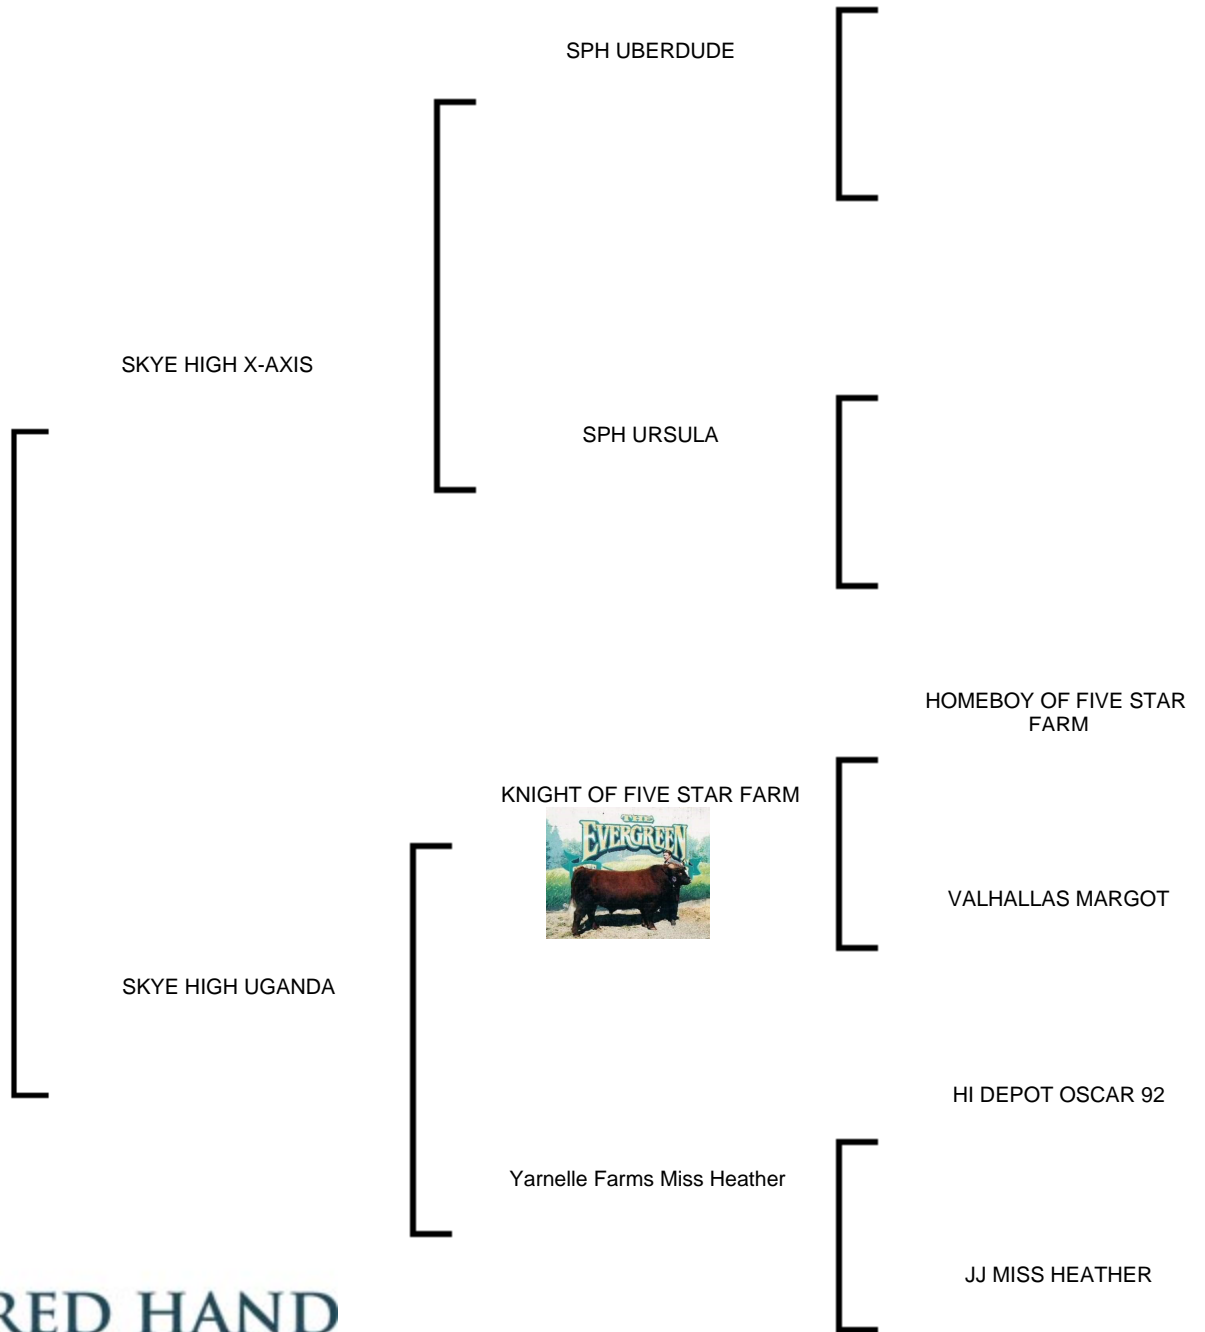 SPH UBERDUDE
SKYE HIGH X-AXIS
SPH URSULA
HOMEBOY OF FIVE STAR
FARM
KNIGHT OF FIVE STAR FARM
THE
EVERGREEN
VALHALLAS MARGOT
SKYE HIGH UGANDA
HI DEPOT OSCAR 92
Yarnelle Farms Miss Heather
JJ MISS HEATHER
RED HAND